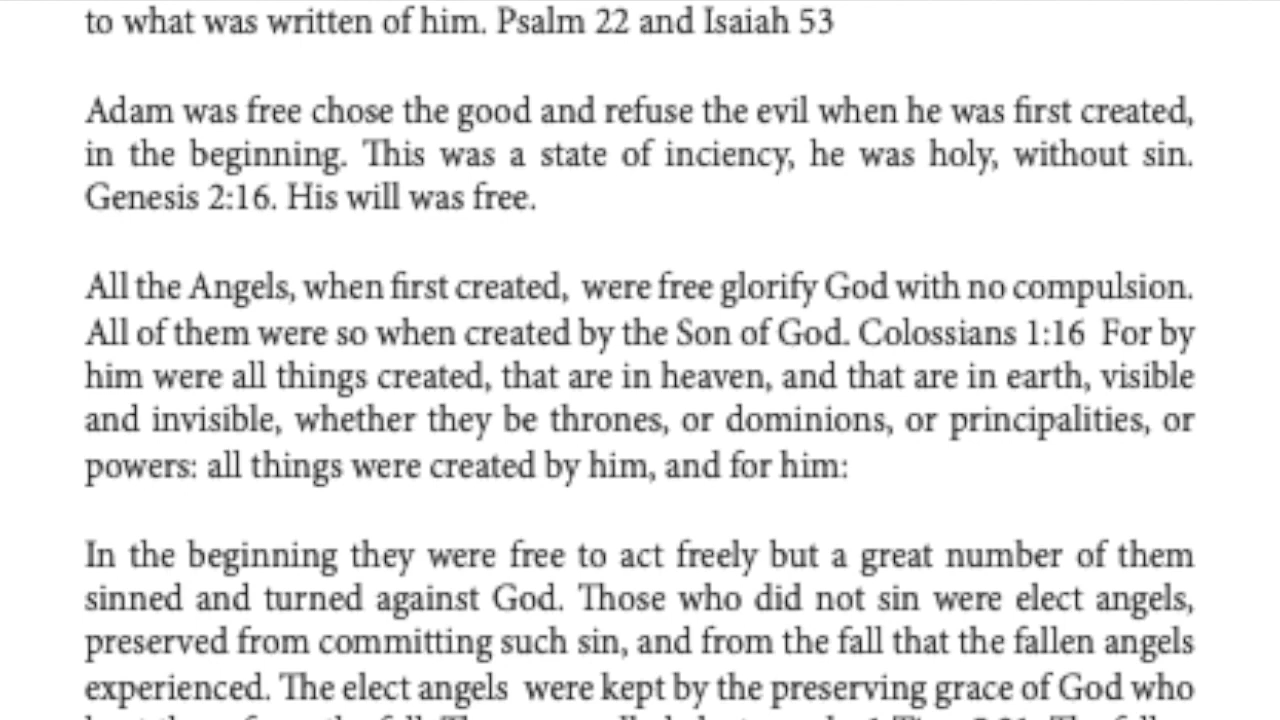 to what was written of him. Psalm 22 and Isaiah 53
Adam was free chose the good and refuse the evil when he was first created,
in the beginning. This was a state of inciency, he was holy, without sin.
Genesis 2:16. His will was free.
All the Angels, when first created, were free glorify God with no compulsion.
All of them were so when created by the Son of God. Colossians 1:16 For by
him were all things created, that are in heaven, and that are in earth, visible
and invisible, whether they be thrones, or dominions, or principalities, or
powers: all things were created by him, and for him:
In the beginning they were free to act freely but a great number of them
sinned and turned against God. Those who did not sin were elect angels,
preserved from committing such sin, and from the fall that the fallen angels
experienced. The elect angels were kept by the preserving grace of God who